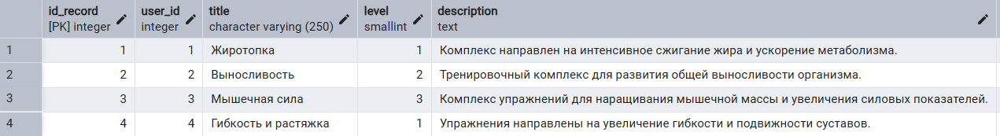 id_record user_id title level description
[PK] integer integer character varying (250) smallint text
1 1 1 Жиротопка 1 Комплекс направлен на интенсивное сжигание жира и ускорение метаболизма.
2 2 2 Выносливость 2 Тренировочный комплекс для развития общей выносливости организма.
3 3 3 Мышечная сила 3 Комплекс упражнений для наращивания мышечной массы и увеличения силовых показателей.
4 4 4 Гибкость и растяжка 1 Упражнения направлены на увеличение гибкости и подвижности суставов.